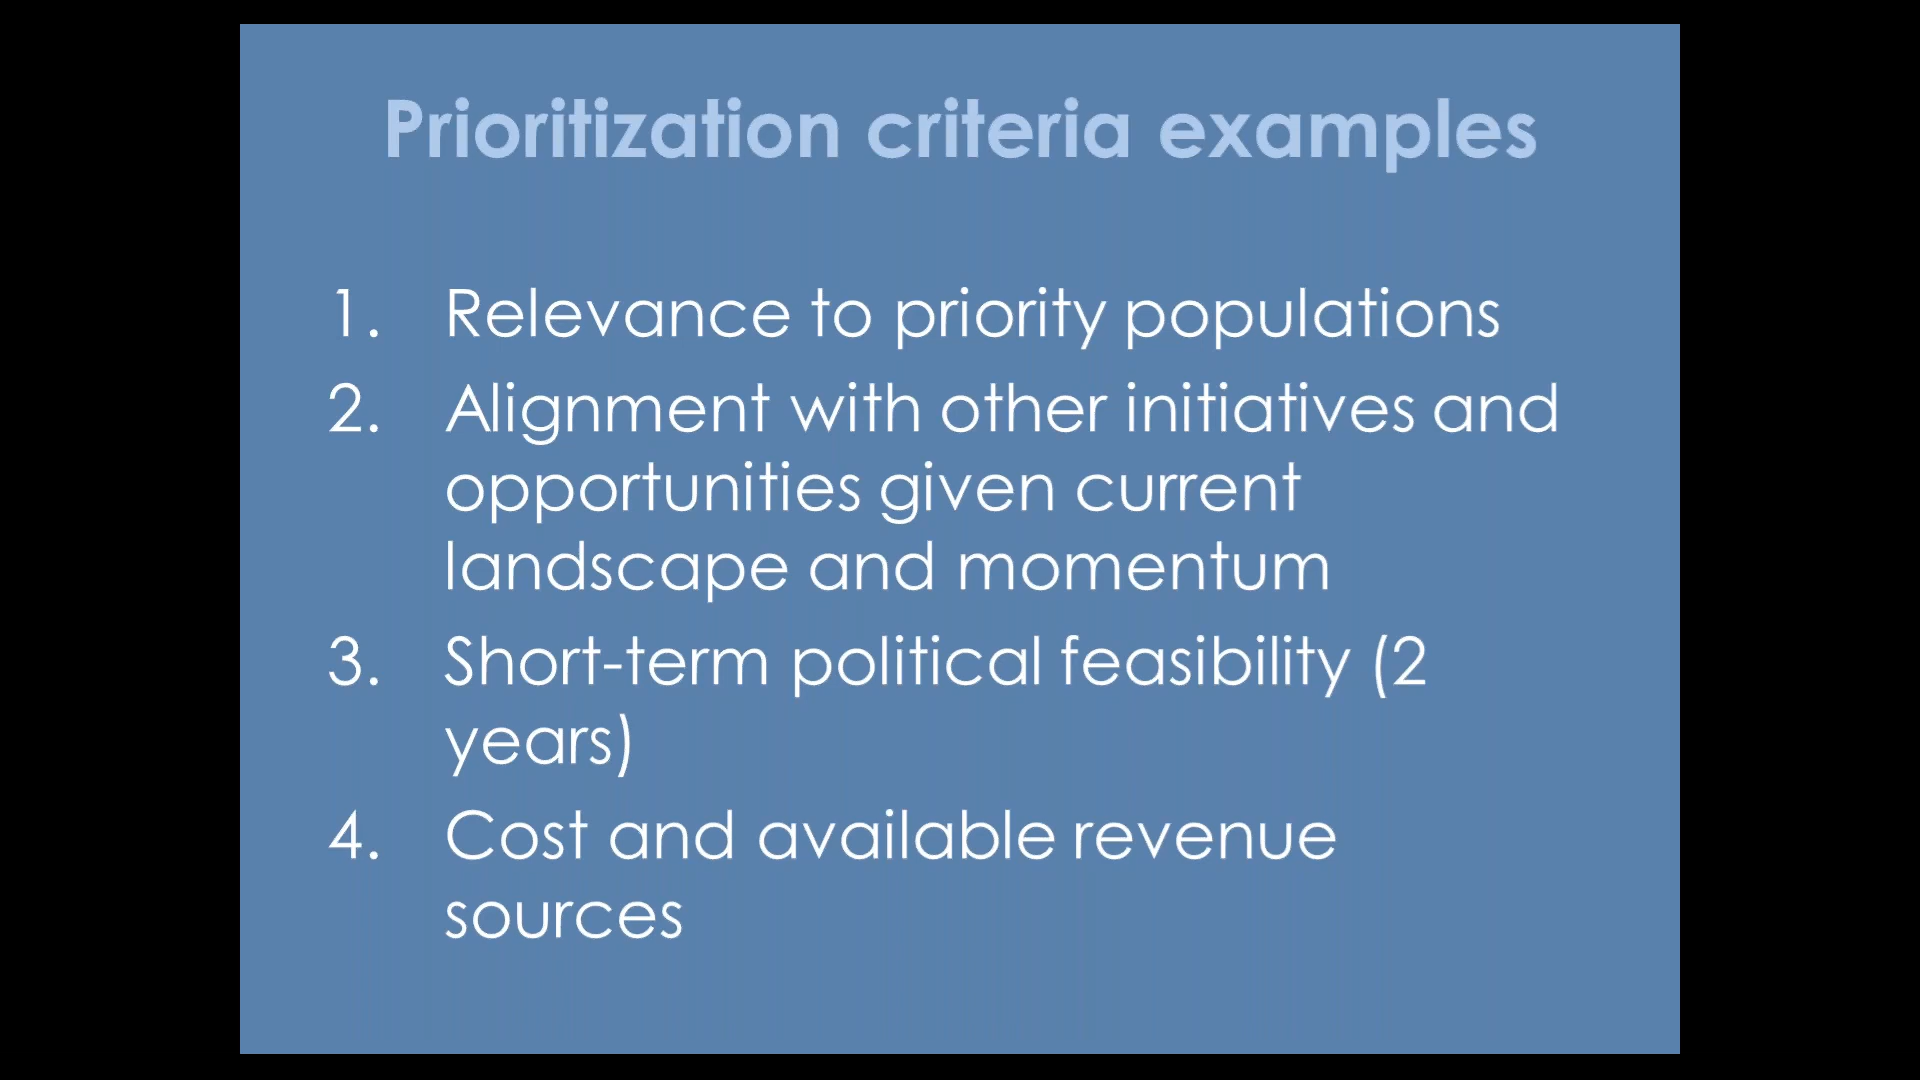 Prioritization criteria examples
1. Relevance to priority populations
2. Alignment with other initiatives and
opportunities given current
landscape and momentum
3. Short-term political feasibility (2
years)
4. Cost and available revenue
sources